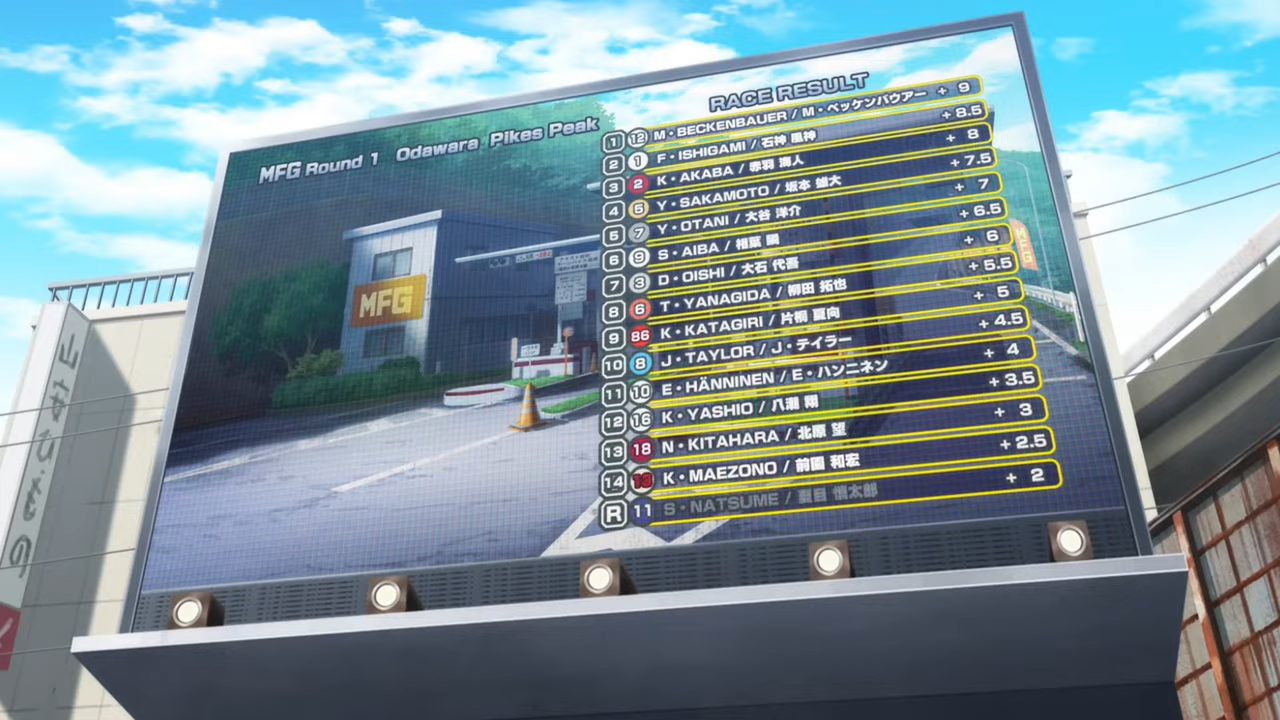 RACE RESULT
MFG Round 1 Odawara Pikes Peak
1 12 M・BECKENBAUER / M・ベッケンバウアー + 9
2 1 F・ISHIGAMI / 石神 風神 + 8.5
3 2 K・AKABA / 赤羽 海人 + 8
4 5 Y・SAKAMOTO / 坂本 雄大 + 7.5
5 7 Y・OTANI / 大谷 洋介 + 7
6 9 S・AIBA / 相葉 瞬 + 6.5
7 3 D・OISHI / 大石 代吾 + 6
8 6 T・YANAGIDA / 柳田 拓也 + 5.5
9 86 K・KATAGIRI / 片桐 夏向 + 5
10 8 J・TAYLOR / J・テイラー + 4.5
11 10 E・HÄNNINEN / E・ハンニネン + 4
12 16 K・YASHIO / 八潮 翔 + 3.5
13 18 N・KITAHARA / 北原 望 + 3
14 13 K・MAEZONO / 前園 和宏 + 2.5
R 11 S・NATSUME / 夏目 慎太郎 + 2
MFG